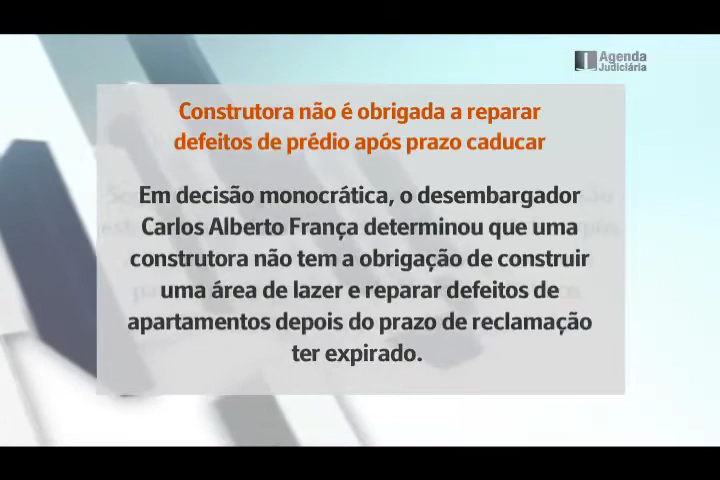 Agenda
Judiciária
Construtora não é obrigada a reparar
defeitos de prédio após prazo caducar
Em decisão monocrática, o desembargador
Carlos Alberto França determinou que uma
construtora não tem a obrigação de construir
uma área de lazer e reparar defeitos de
apartamentos depois do prazo de reclamação
ter expirado.